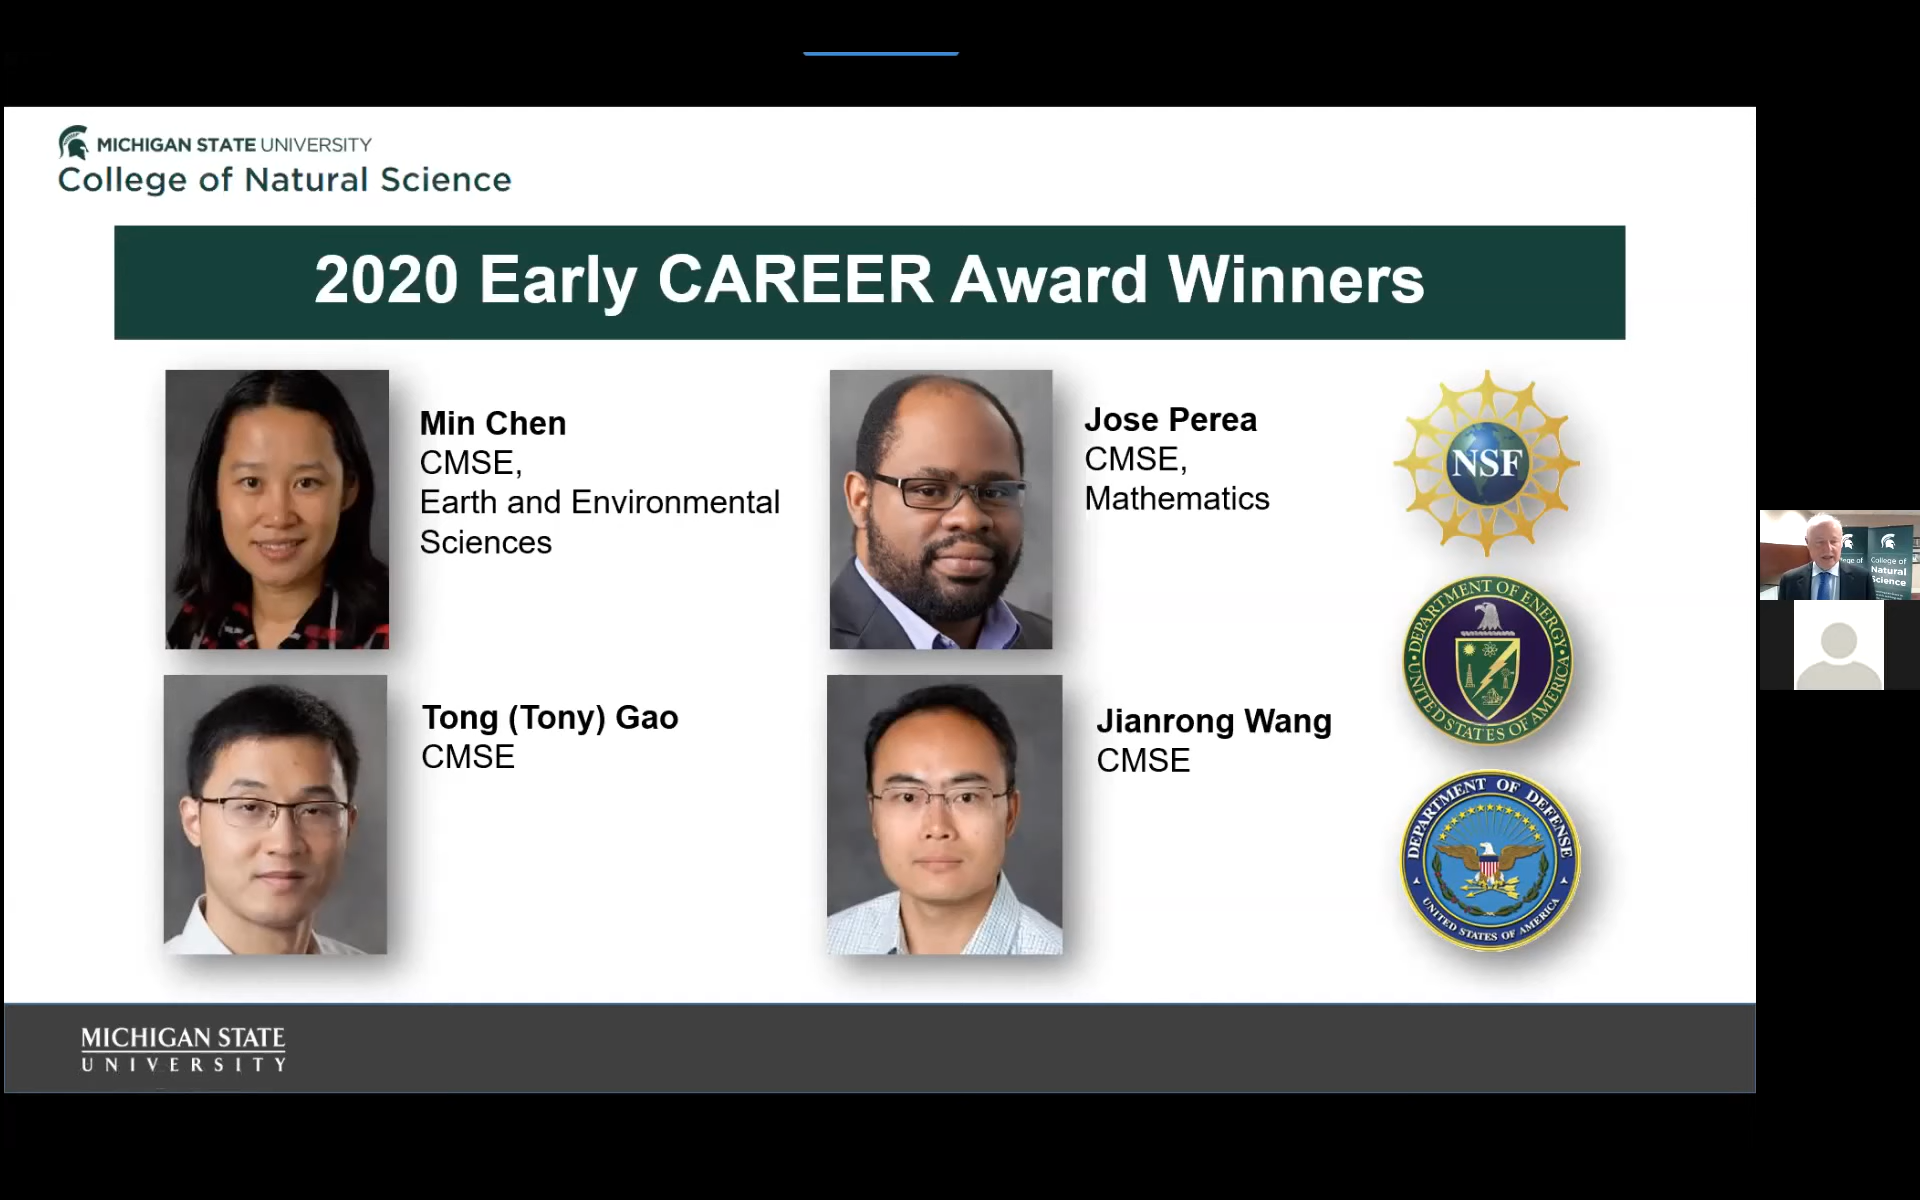 MICHIGAN STATE UNIVERSITY
College of Natural Science
2020 Early CAREER Award Winners
Min Chen
CMSE,
Earth and Environmental
Sciences
Jose Perea
CMSE,
Mathematics
Tong (Tony) Gao
CMSE
Jianrong Wang
CMSE
NSF
DEPARTMENT OF ENERGY
UNITED STATES OF AMERICA
DEPARTMENT OF DEFENSE
UNITED STATES OF AMERICA
College of
Natural
Science
MICHIGAN STATE
UNIVERSITY